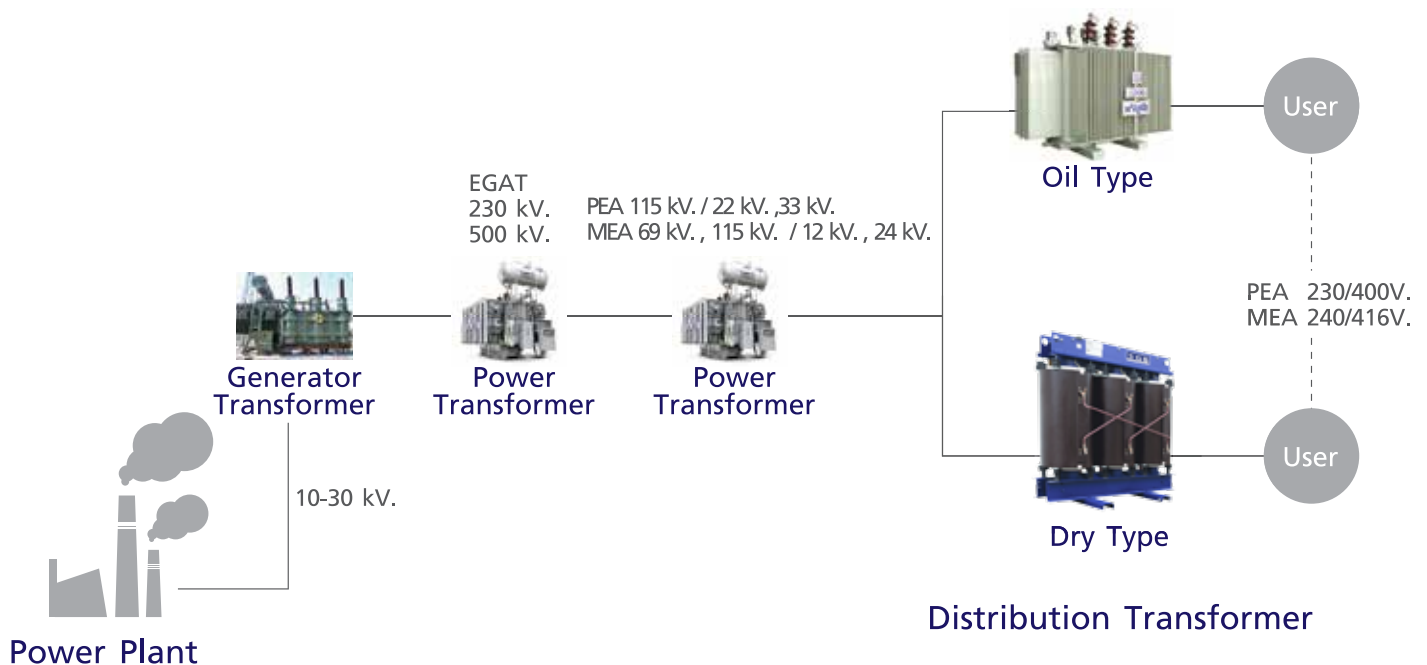 EGAT
230 kV.
500 kV.
PEA 115 kV. / 22 kV. ,33 kV.
MEA 69 kV. , 115 kV. / 12 kV. , 24 kV.
Generator
Transformer
Power
Transformer
Power
Transformer
10-30 kV.
Power Plant
Oil Type
User
PEA 230/400V.
MEA 240/416V.
User
Dry Type
Distribution Transformer